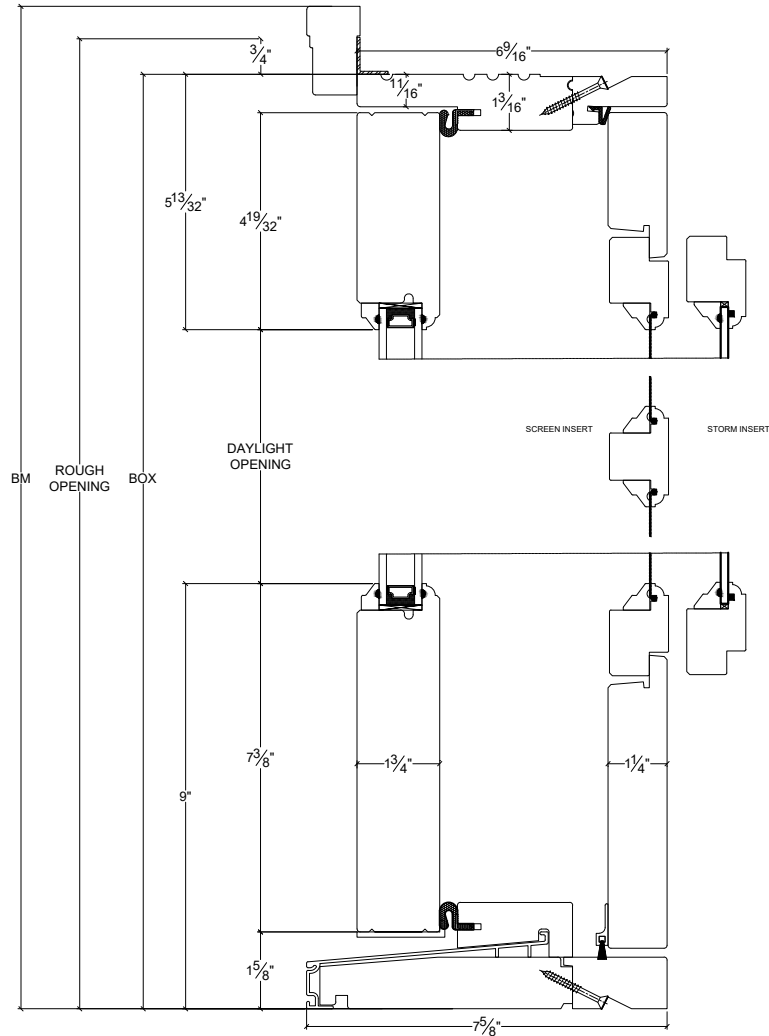 3/4"
6 9/16"
11/16"
1 3/16"
5 13/32"
4 19/32"
SCREEN INSERT
STORM INSERT
DAYLIGHT
OPENING
BM
ROUGH
OPENING
BOX
7 3/8"
1 3/4"
1 1/4"
9"
1 5/8"
7 5/8"